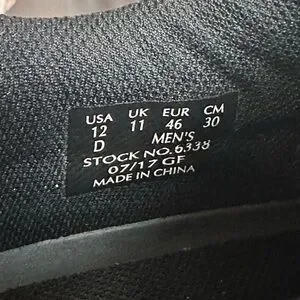 USA UK EUR CM
12 11 46 30
D MEN'S
STOCK NO.6338
07/17 GF
MADE IN CHINA